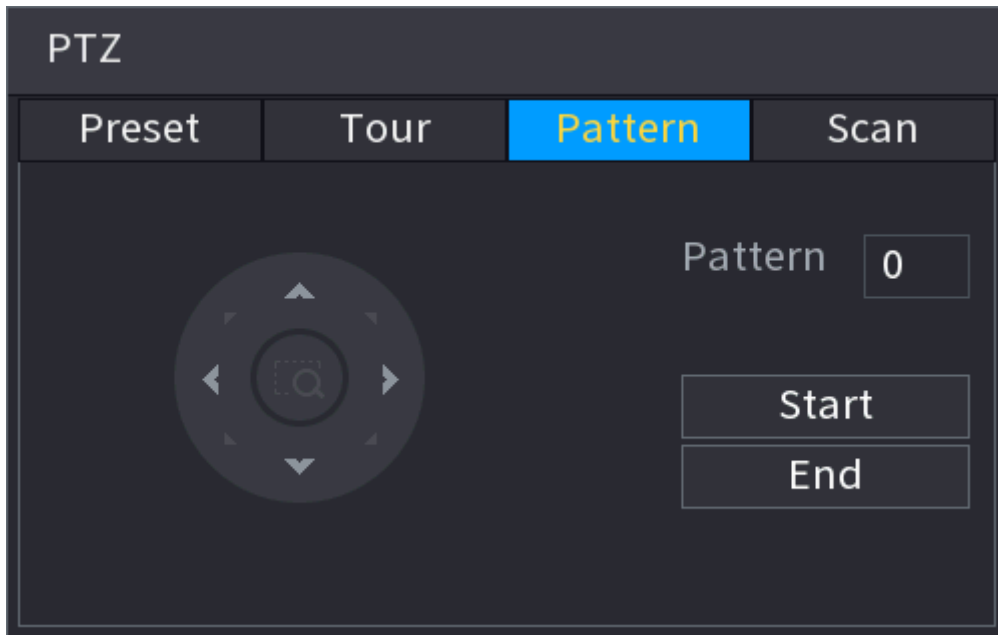 PTZ
Preset Tour Pattern Scan
Pattern 0
Start
End